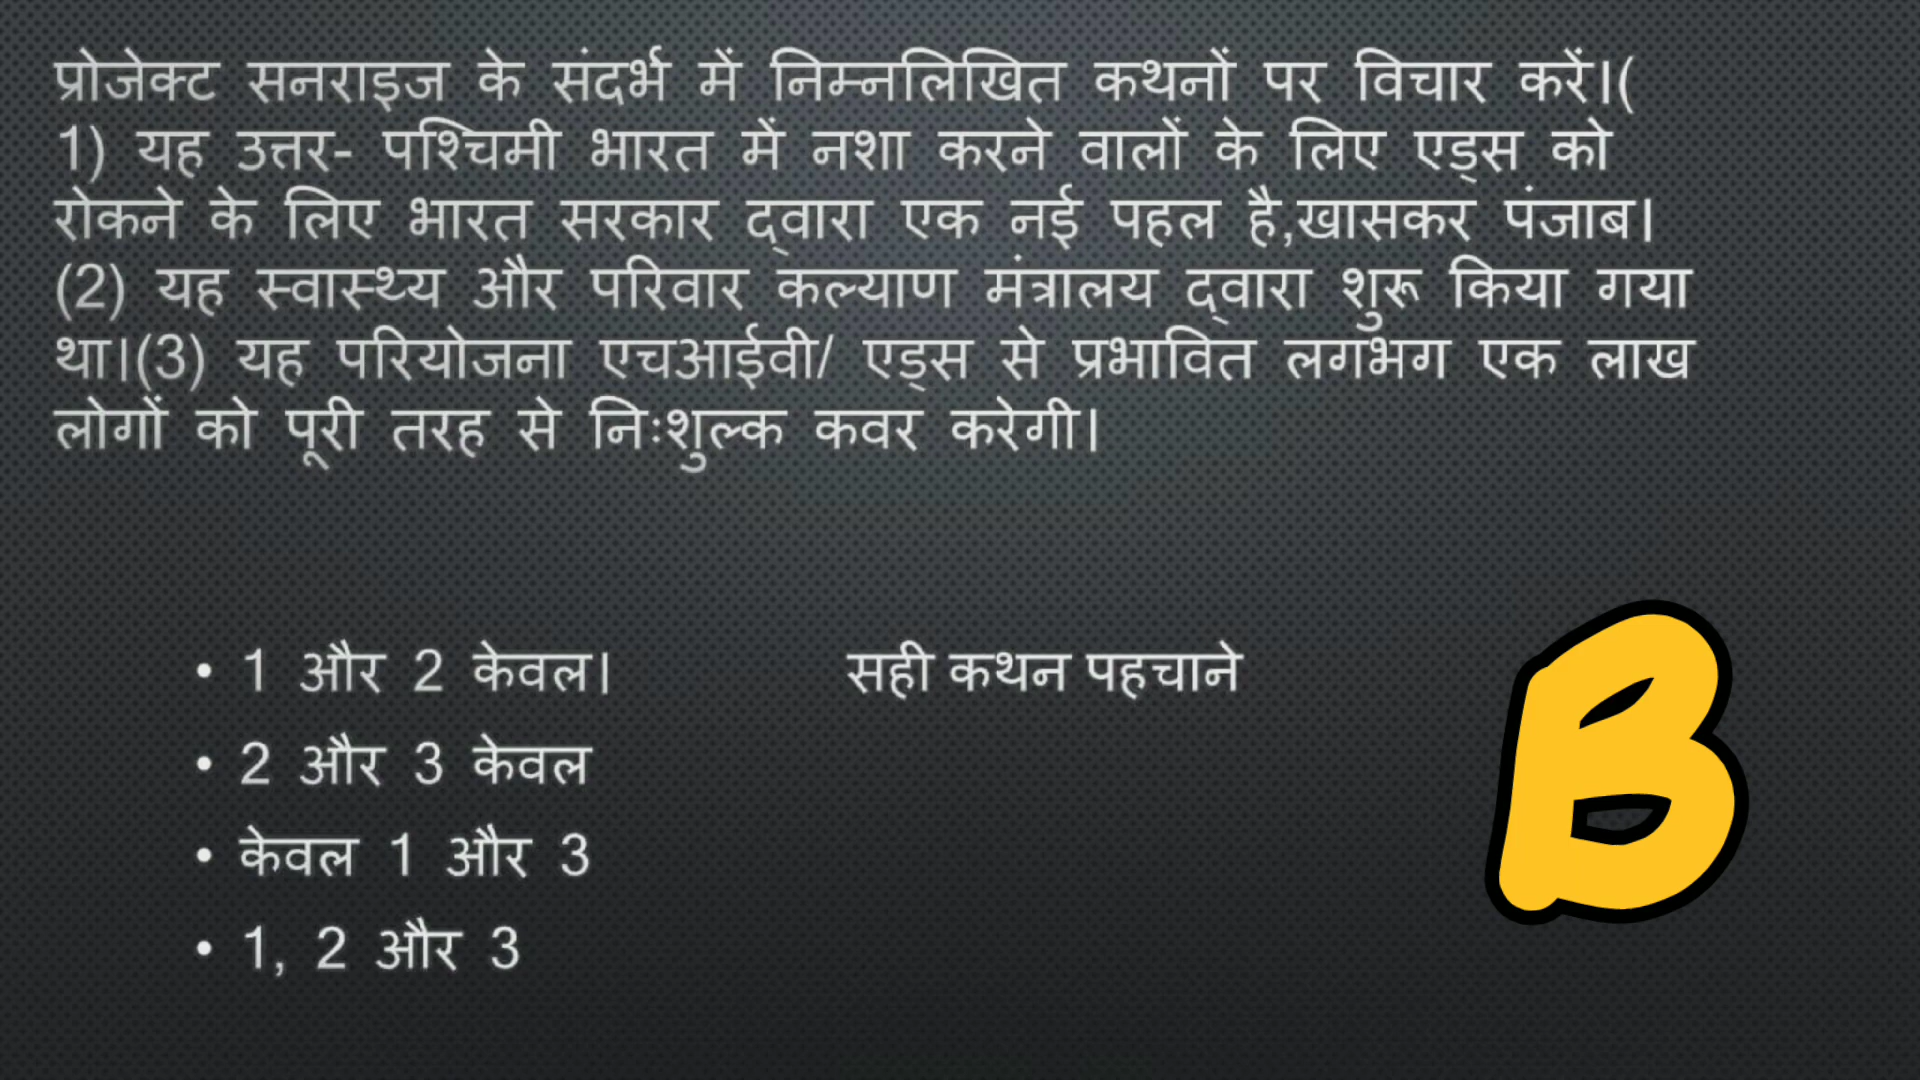 प्रोजेक्ट सनराइज के संदर्भ में निम्नलिखित कथनों पर विचार करें।(
1) यह उत्तर- पश्चिमी भारत में नशा करने वालों के लिए एड्स को
रोकने के लिए भारत सरकार द्वारा एक नई पहल है,खासकर पंजाब।
(2) यह स्वास्थ्य और परिवार कल्याण मंत्रालय द्वारा शुरू किया गया
था।(3) यह परियोजना एचआईवी/ एड्स से प्रभावित लगभग एक लाख
लोगों को पूरी तरह से निःशुल्क कवर करेगी।
• 1 और 2 केवल।
सही कथन पहचाने
• 2 और 3 केवल
• केवल 1 और 3
• 1, 2 और 3
B